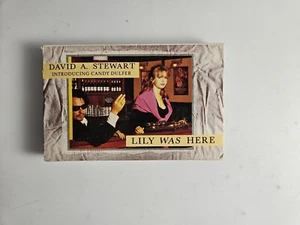 DAVID A. STEWART
INTRODUCING CANDY DULFER
LILY WAS HERE